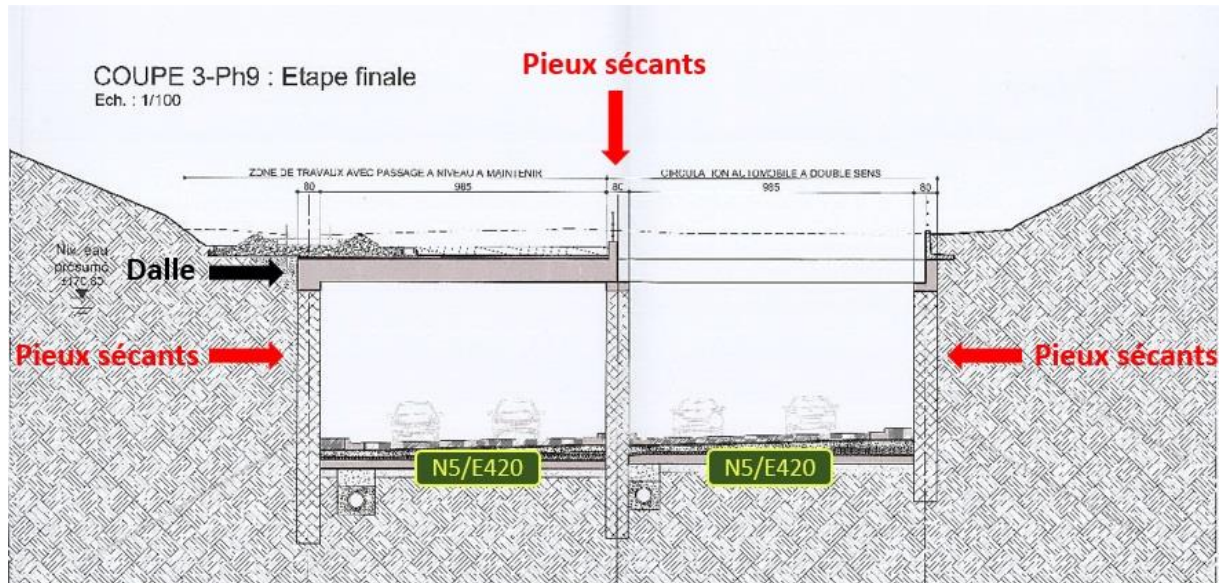 COUPE 3-Ph9 : Etape finale
Ech. : 1/100
Pieux sécants
ZONE DE TRAVAUX AVEC PASSAGE A NIVEAU A MAINTENIR
CIRCULATION AUTOMOBILE A DOUBLE SENS
80 985 80 985 80
Niv. eau
présumé
Dalle
Pieux sécants
Pieux sécants
N5/E420
N5/E420